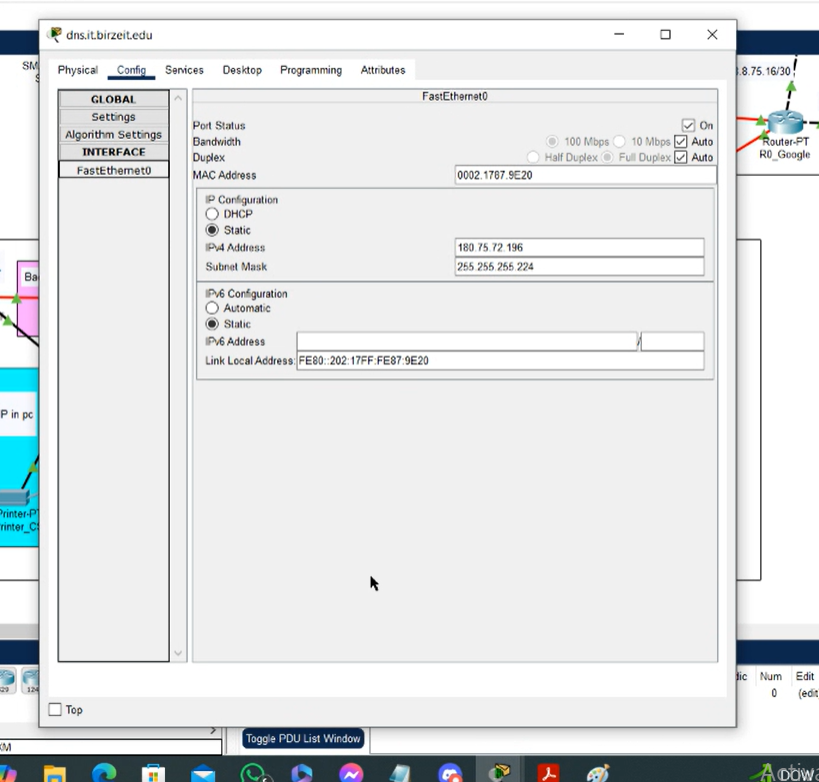 dns.it.birzeit.edu
Physical Config Services Desktop Programming Attributes
GLOBAL
Settings
Algorithm Settings
INTERFACE
FastEthernet0
FastEthernet0
Port Status On
Bandwidth 100 Mbps 10 Mbps Auto
Duplex Half Duplex Full Duplex Auto
MAC Address 0002.1787.9E20
IP Configuration
DHCP
Static
IPv4 Address 180.75.72.196
Subnet Mask 255.255.255.224
IPv6 Configuration
Automatic
Static
IPv6 Address /
Link Local Address: FE80::202:17FF:FE87:9E20
Top
SM
S
.8.75.16/30
Router-PT
R0_Google
Ba
P in pc
Printer-P
rinter_C
Num Edit
0 (edit
Toggle PDU List Window